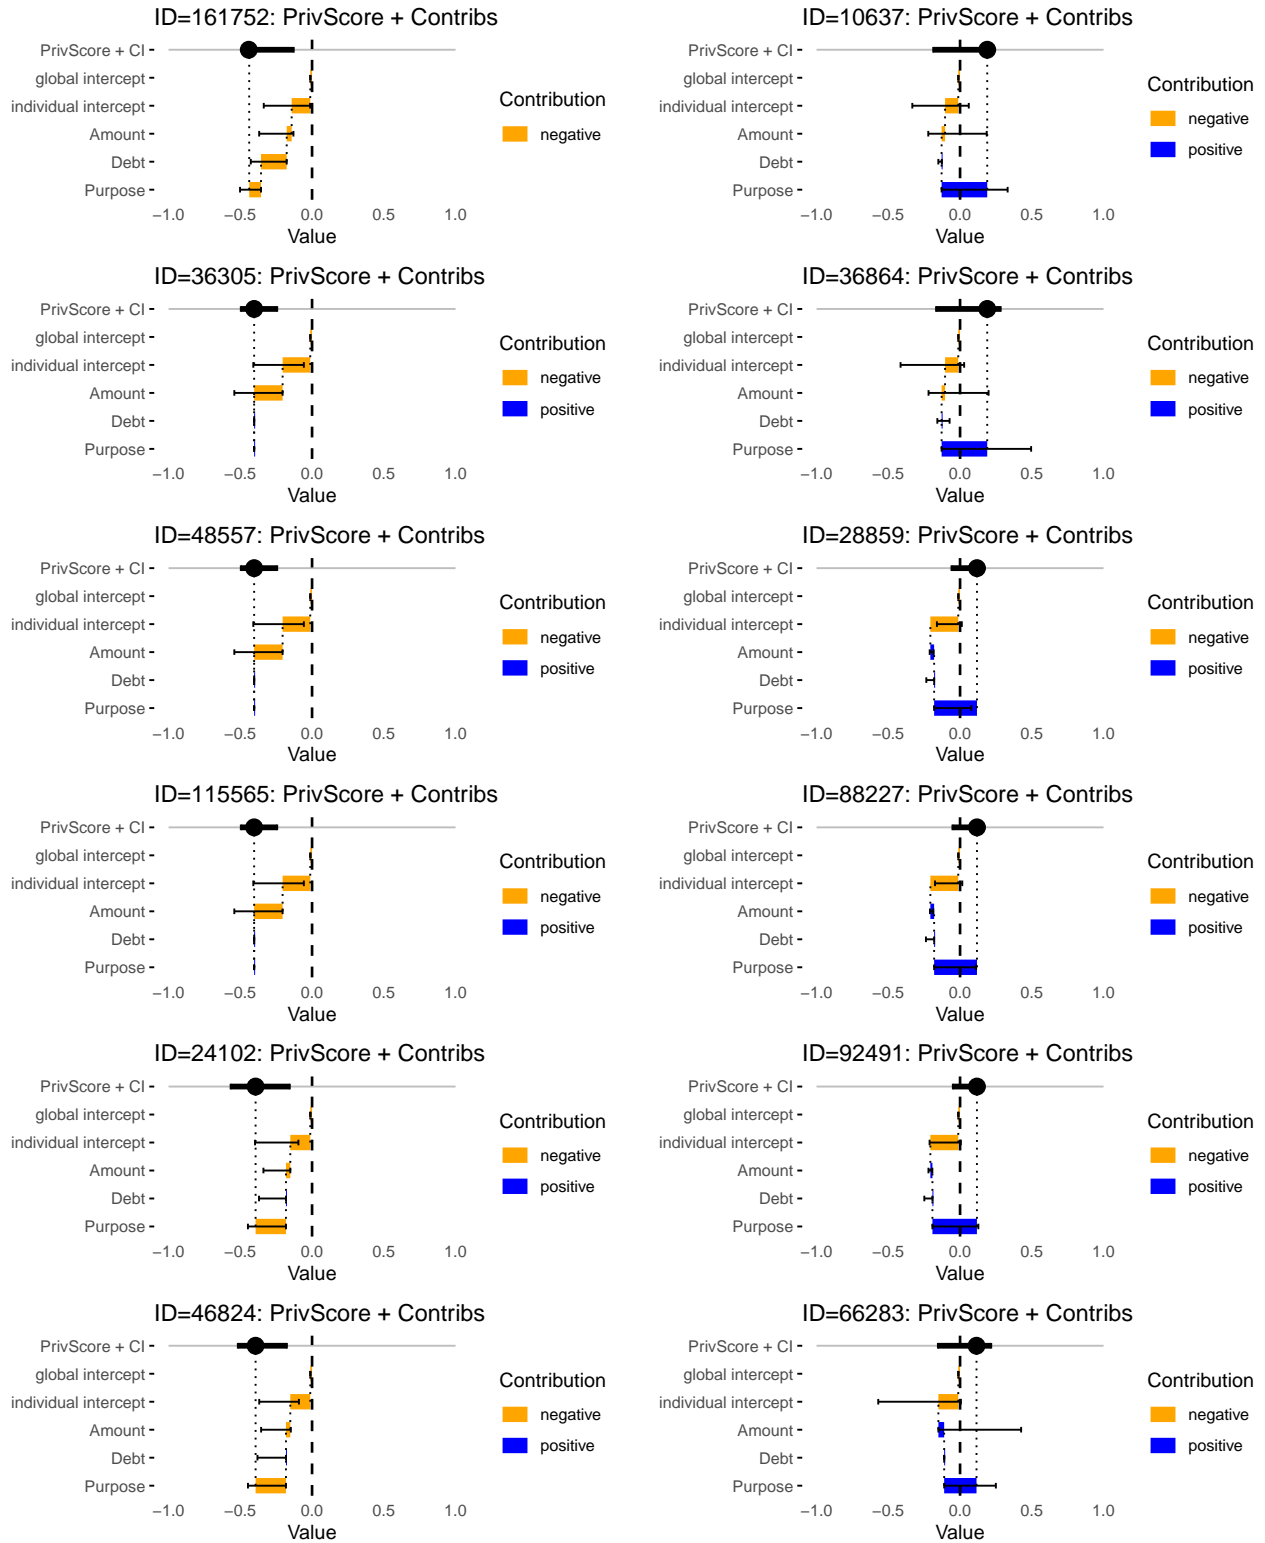 ID=161752: PrivScore + Contribs
PrivScore + CI
global intercept
individual intercept
Amount
Debt
Purpose
−1.0 −0.5 0.0 0.5 1.0
Value
Contribution
negative
ID=10637: PrivScore + Contribs
PrivScore + CI
global intercept
individual intercept
Amount
Debt
Purpose
−1.0 −0.5 0.0 0.5 1.0
Value
Contribution
negative
positive
ID=36305: PrivScore + Contribs
PrivScore + CI
global intercept
individual intercept
Amount
Debt
Purpose
−1.0 −0.5 0.0 0.5 1.0
Value
Contribution
negative
positive
ID=36864: PrivScore + Contribs
PrivScore + CI
global intercept
individual intercept
Amount
Debt
Purpose
−1.0 −0.5 0.0 0.5 1.0
Value
Contribution
negative
positive
ID=48557: PrivScore + Contribs
PrivScore + CI
global intercept
individual intercept
Amount
Debt
Purpose
−1.0 −0.5 0.0 0.5 1.0
Value
Contribution
negative
positive
ID=28859: PrivScore + Contribs
PrivScore + CI
global intercept
individual intercept
Amount
Debt
Purpose
−1.0 −0.5 0.0 0.5 1.0
Value
Contribution
negative
positive
ID=115565: PrivScore + Contribs
PrivScore + CI
global intercept
individual intercept
Amount
Debt
Purpose
−1.0 −0.5 0.0 0.5 1.0
Value
Contribution
negative
positive
ID=88227: PrivScore + Contribs
PrivScore + CI
global intercept
individual intercept
Amount
Debt
Purpose
−1.0 −0.5 0.0 0.5 1.0
Value
Contribution
negative
positive
ID=24102: PrivScore + Contribs
PrivScore + CI
global intercept
individual intercept
Amount
Debt
Purpose
−1.0 −0.5 0.0 0.5 1.0
Value
Contribution
negative
positive
ID=92491: PrivScore + Contribs
PrivScore + CI
global intercept
individual intercept
Amount
Debt
Purpose
−1.0 −0.5 0.0 0.5 1.0
Value
Contribution
negative
positive
ID=46824: PrivScore + Contribs
PrivScore + CI
global intercept
individual intercept
Amount
Debt
Purpose
−1.0 −0.5 0.0 0.5 1.0
Value
Contribution
negative
positive
ID=66283: PrivScore + Contribs
PrivScore + CI
global intercept
individual intercept
Amount
Debt
Purpose
−1.0 −0.5 0.0 0.5 1.0
Value
Contribution
negative
positive